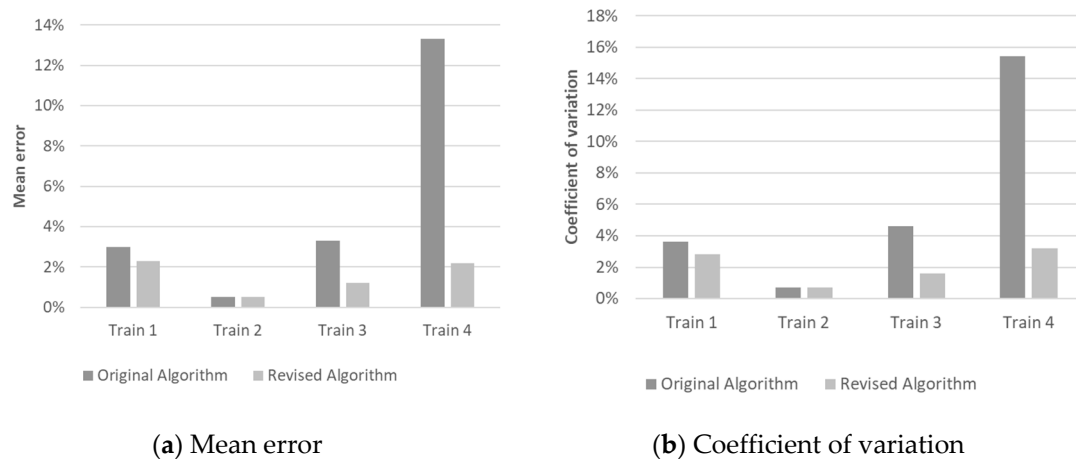 14%
12%
10%
8%
6%
4%
2%
0%
Mean error
Train 1 Train 2 Train 3 Train 4
Original Algorithm Revised Algorithm
(a) Mean error
18%
16%
14%
12%
10%
8%
6%
4%
2%
0%
Coefficient of variation
Train 1 Train 2 Train 3 Train 4
Original Algorithm Revised Algorithm
(b) Coefficient of variation